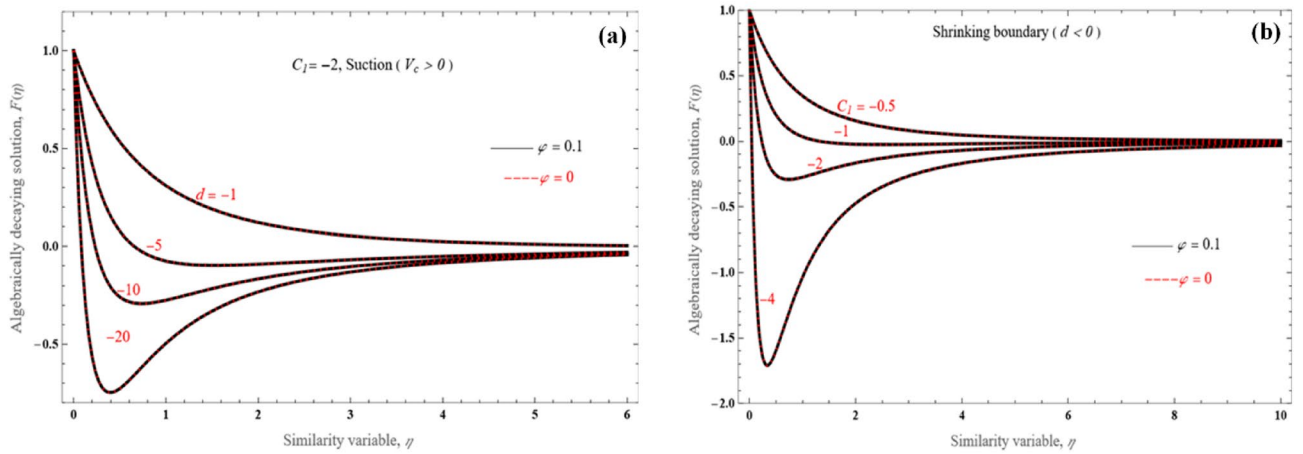 (a)
C₁= −2, Suction ( V_c > 0 )
φ = 0.1
φ = 0
d = −1
−5
−10
−20
Algebraically decaying solution, F(η)
1.0
0.5
0.0
−0.5
0
1
2
3
4
5
6
Similarity variable, η
(b)
Shrinking boundary ( d < 0 )
C₁ = −0.5
−1
−2
−4
φ = 0.1
φ = 0
Algebraically decaying solution, F(η)
1.0
0.5
0.0
−0.5
−1.0
−1.5
−2.0
0
2
4
6
8
10
Similarity variable, η